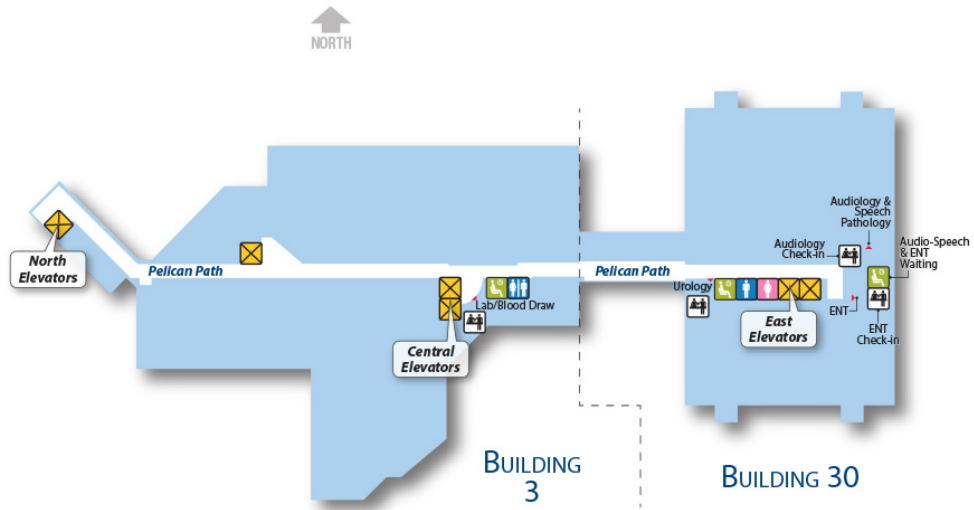 NORTH
Audiology &
Speech
Pathology
Audiology
Check-in
Audio-Speech
& ENT
Waiting
North
Elevators
Pelican Path
Pelican Path
Urology
Lab/Blood Draw
ENT
East
Elevators
ENT
Check-in
Central
Elevators
BUILDING
3
BUILDING 30